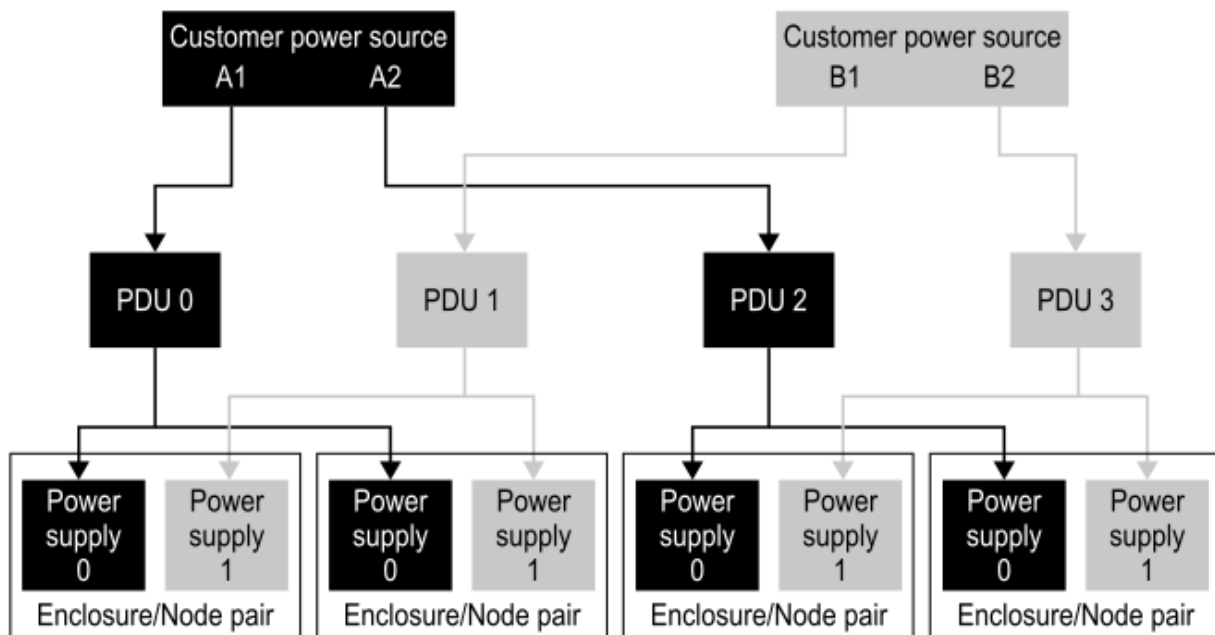 Customer power source
A1 A2
Customer power source
B1 B2
PDU 0
PDU 1
PDU 2
PDU 3
Power
supply
0
Power
supply
1
Enclosure/Node pair
Power
supply
0
Power
supply
1
Enclosure/Node pair
Power
supply
0
Power
supply
1
Enclosure/Node pair
Power
supply
0
Power
supply
1
Enclosure/Node pair